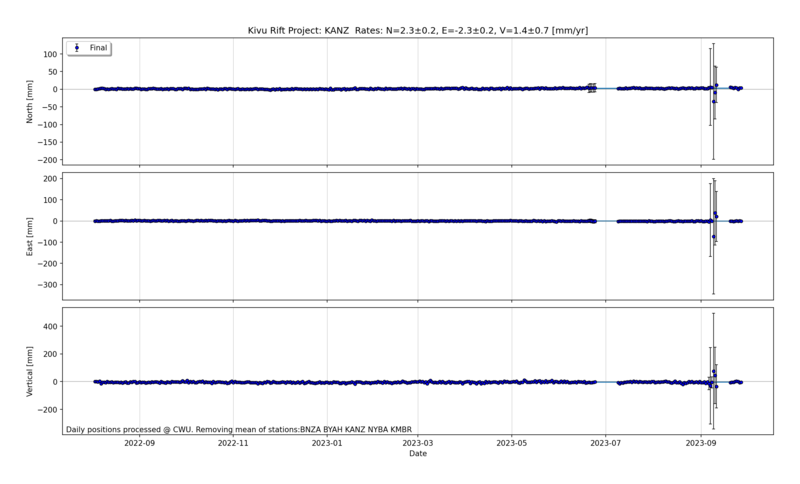 Kivu Rift Project: KANZ  Rates: N=2.3±0.2, E=-2.3±0.2, V=1.4±0.7 [mm/yr]
Final
100
50
0
−50
−100
−150
−200
North [mm]
200
100
0
−100
−200
−300
East [mm]
400
200
0
−200
Vertical [mm]
Daily positions processed @ CWU. Removing mean of stations:BNZA BYAH KANZ NYBA KMBR
2022-09 2022-11 2023-01 2023-03 2023-05 2023-07 2023-09
Date